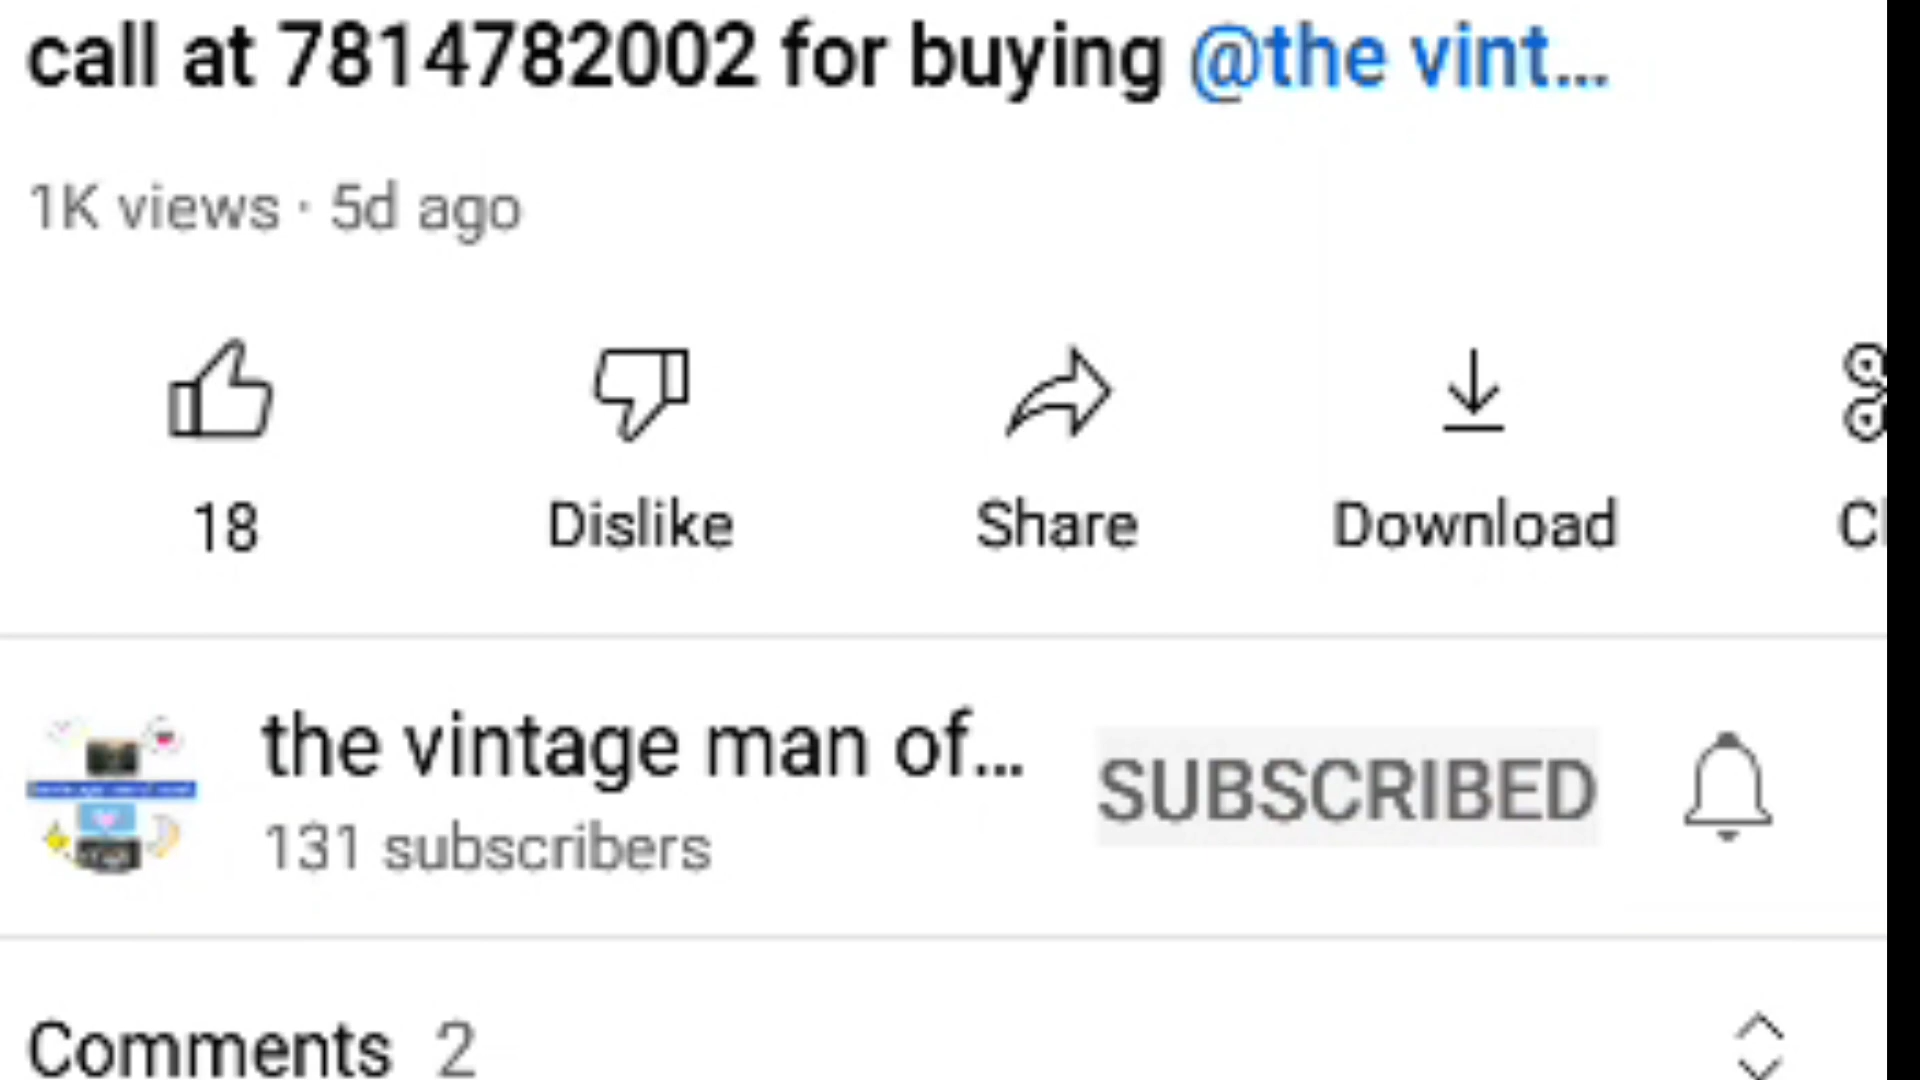 call at 7814782002 for buying @the vint...
1K views · 5d ago
18
Dislike
Share
Download
the vintage man of...
SUBSCRIBED
131 subscribers
Comments 2